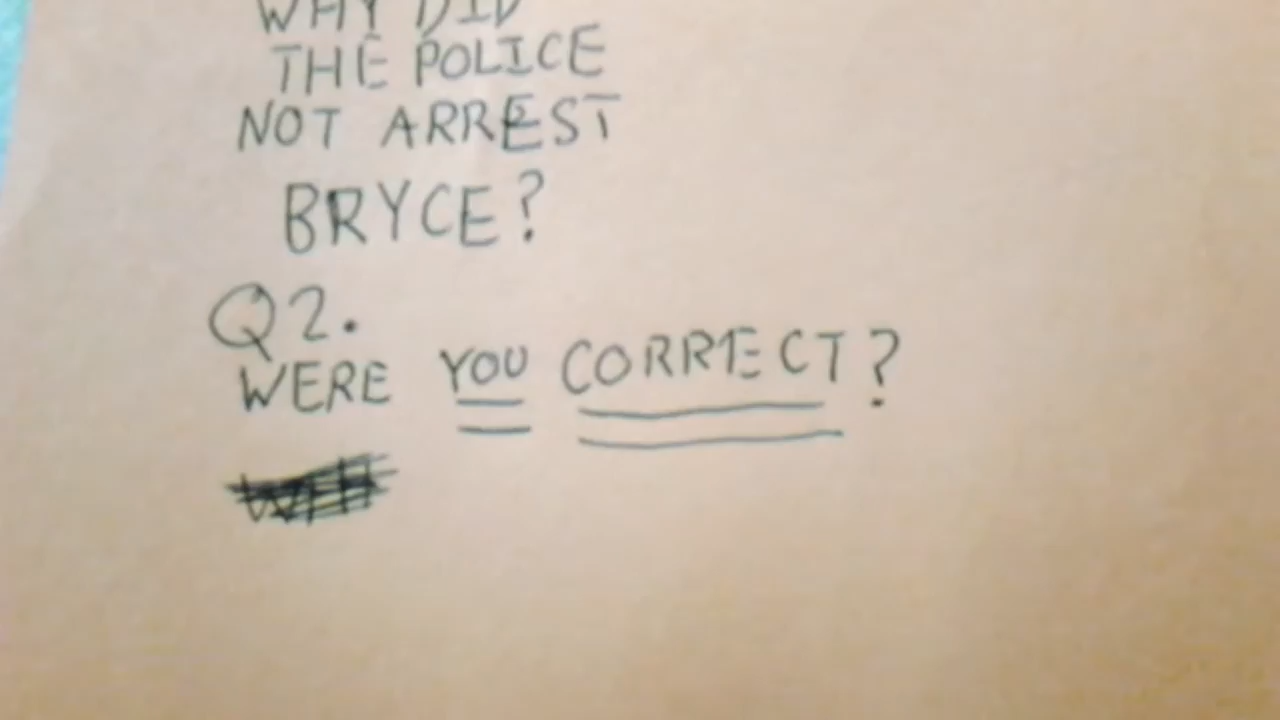 WHY DID
THE POLICE
NOT ARREST
BRYCE?
Q2.
WERE YOU CORRECT?